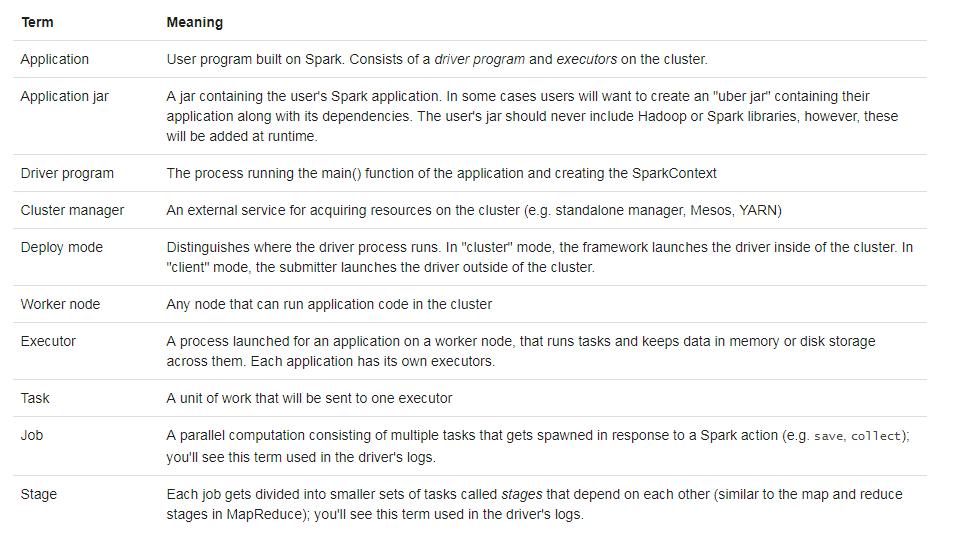 Term Meaning
Application User program built on Spark. Consists of a driver program and executors on the cluster.
Application jar A jar containing the user's Spark application. In some cases users will want to create an "uber jar" containing their
application along with its dependencies. The user's jar should never include Hadoop or Spark libraries, however, these
will be added at runtime.
Driver program The process running the main() function of the application and creating the SparkContext
Cluster manager An external service for acquiring resources on the cluster (e.g. standalone manager, Mesos, YARN)
Deploy mode Distinguishes where the driver process runs. In "cluster" mode, the framework launches the driver inside of the cluster. In
"client" mode, the submitter launches the driver outside of the cluster.
Worker node Any node that can run application code in the cluster
Executor A process launched for an application on a worker node, that runs tasks and keeps data in memory or disk storage
across them. Each application has its own executors.
Task A unit of work that will be sent to one executor
Job A parallel computation consisting of multiple tasks that gets spawned in response to a Spark action (e.g. save, collect);
you'll see this term used in the driver's logs.
Stage Each job gets divided into smaller sets of tasks called stages that depend on each other (similar to the map and reduce
stages in MapReduce); you'll see this term used in the driver's logs.